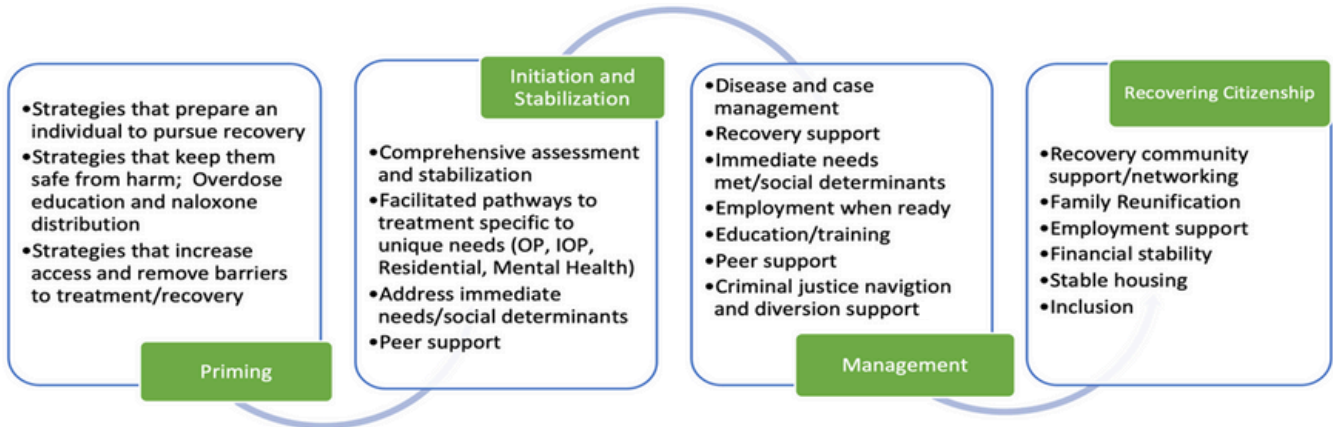 •Strategies that prepare an
individual to pursue recovery
•Strategies that keep them
safe from harm; Overdose
education and naloxone
distribution
•Strategies that increase
access and remove barriers
to treatment/recovery
Priming
Initiation and
Stabilization
•Comprehensive assessment
and stabilization
•Facilitated pathways to
treatment specific to
unique needs (OP, IOP,
Residential, Mental Health)
•Address immediate
needs/social determinants
•Peer support
•Disease and case
management
•Recovery support
•Immediate needs
met/social determinants
•Employment when ready
•Education/training
•Peer support
•Criminal justice navigtion
and diversion support
Management
Recovering Citizenship
•Recovery community
support/networking
•Family Reunification
•Employment support
•Financial stability
•Stable housing
•Inclusion